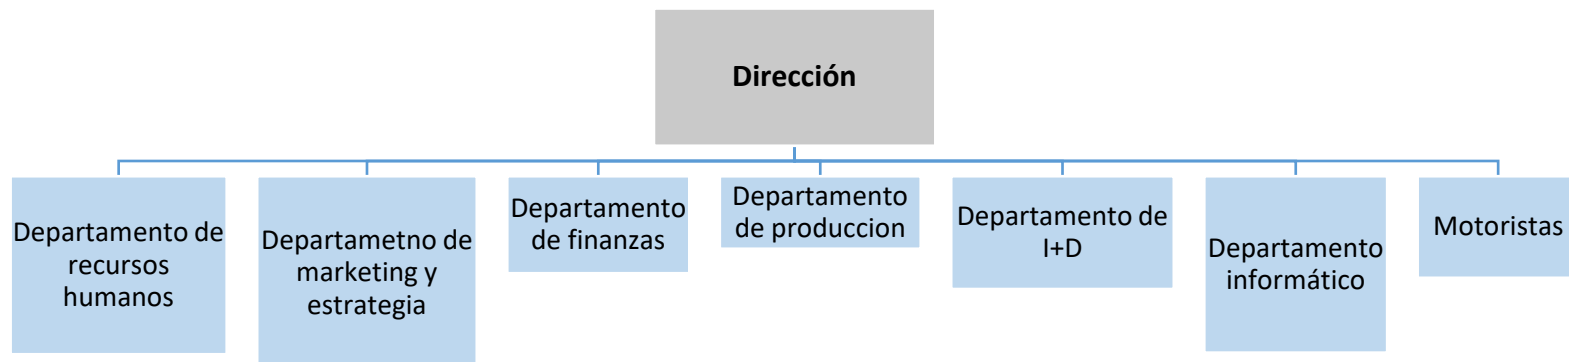 Dirección
Departamento de
recursos
humanos
Departametno de
marketing y
estrategia
Departamento
de finanzas
Departamento
de produccion
Departamento de
I+D
Departamento
informático
Motoristas